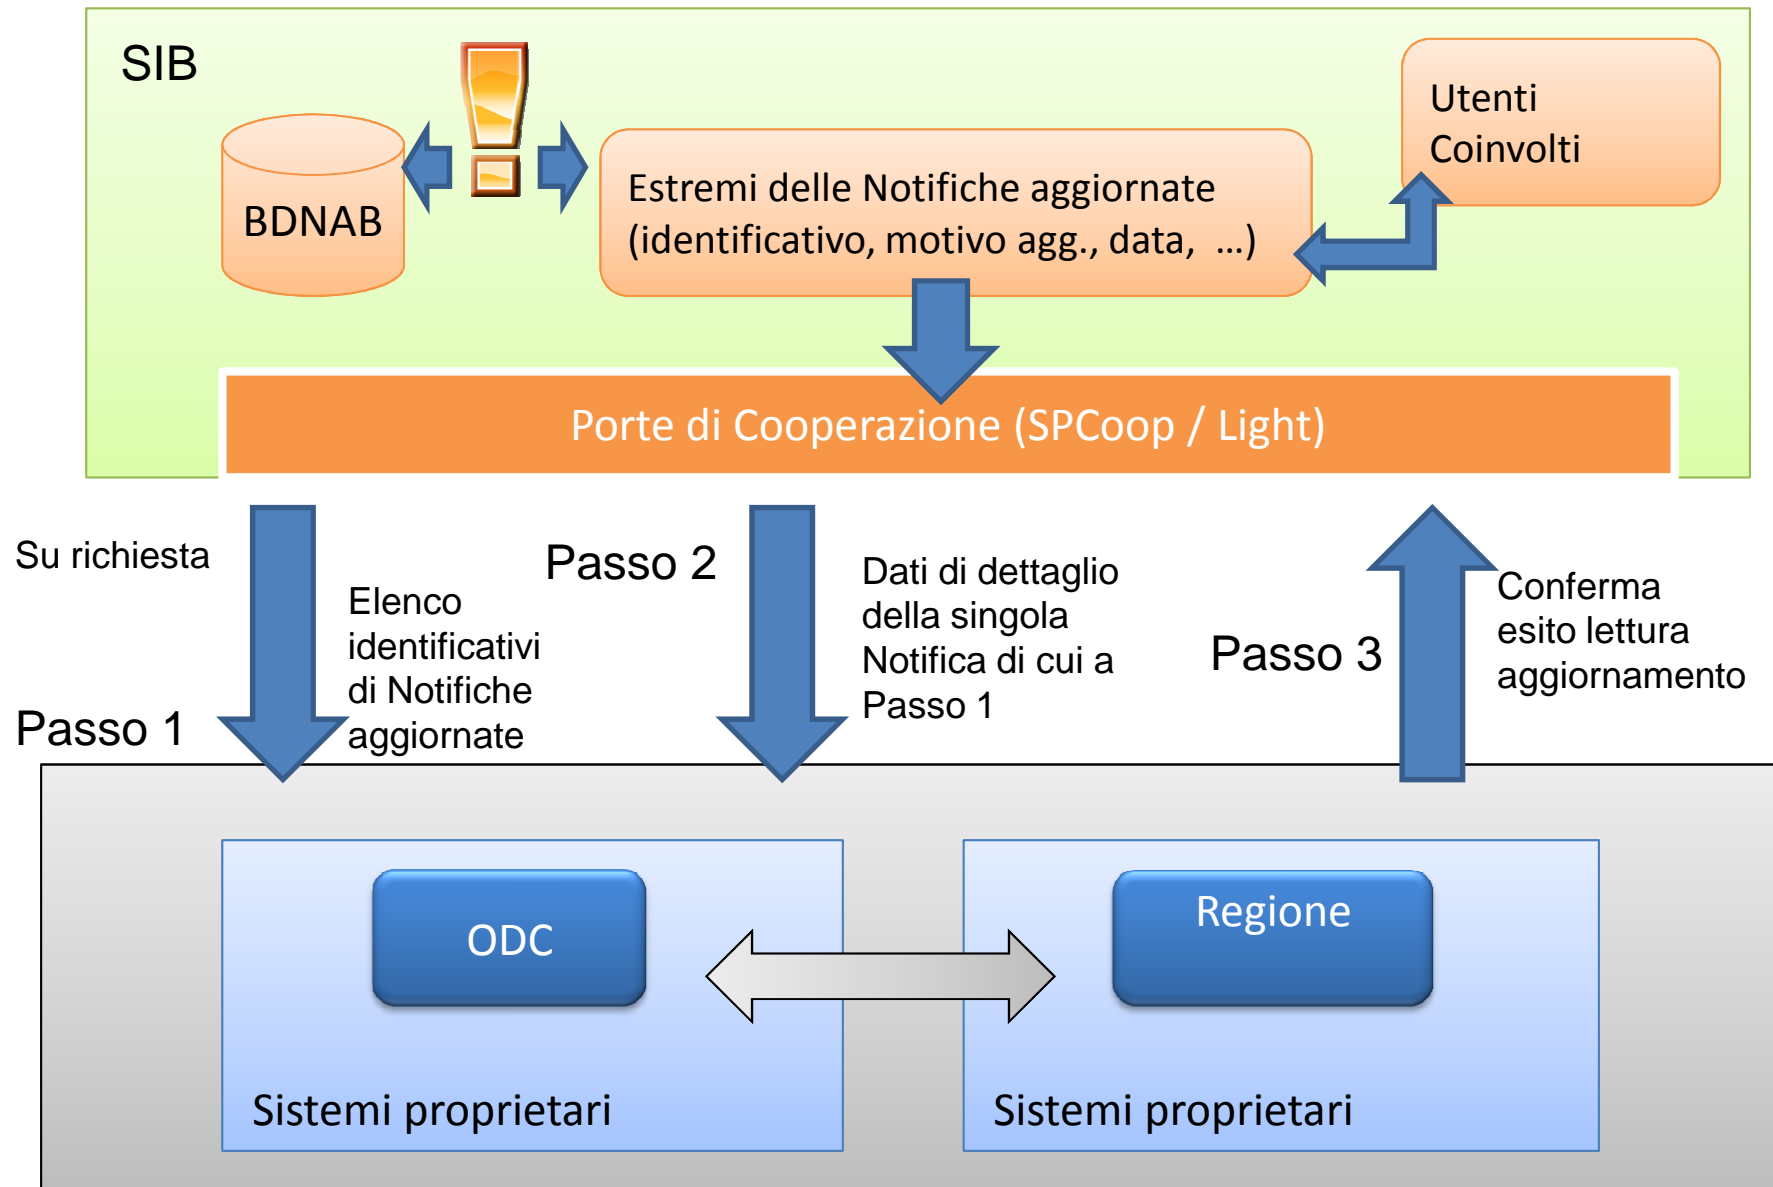 SIB
Utenti
Coinvolti
BDNAB
Estremi delle Notifiche aggiornate
(identificativo, motivo agg., data, ...)
Porte di Cooperazione (SPCoop / Light)
Su richiesta
Passo 1
Elenco
identificativi
di Notifiche
aggiornate
Passo 2
Dati di dettaglio
della singola
Notifica di cui a
Passo 1
Passo 3
Conferma
esito lettura
aggiornamento
ODC
Sistemi proprietari
Regione
Sistemi proprietari